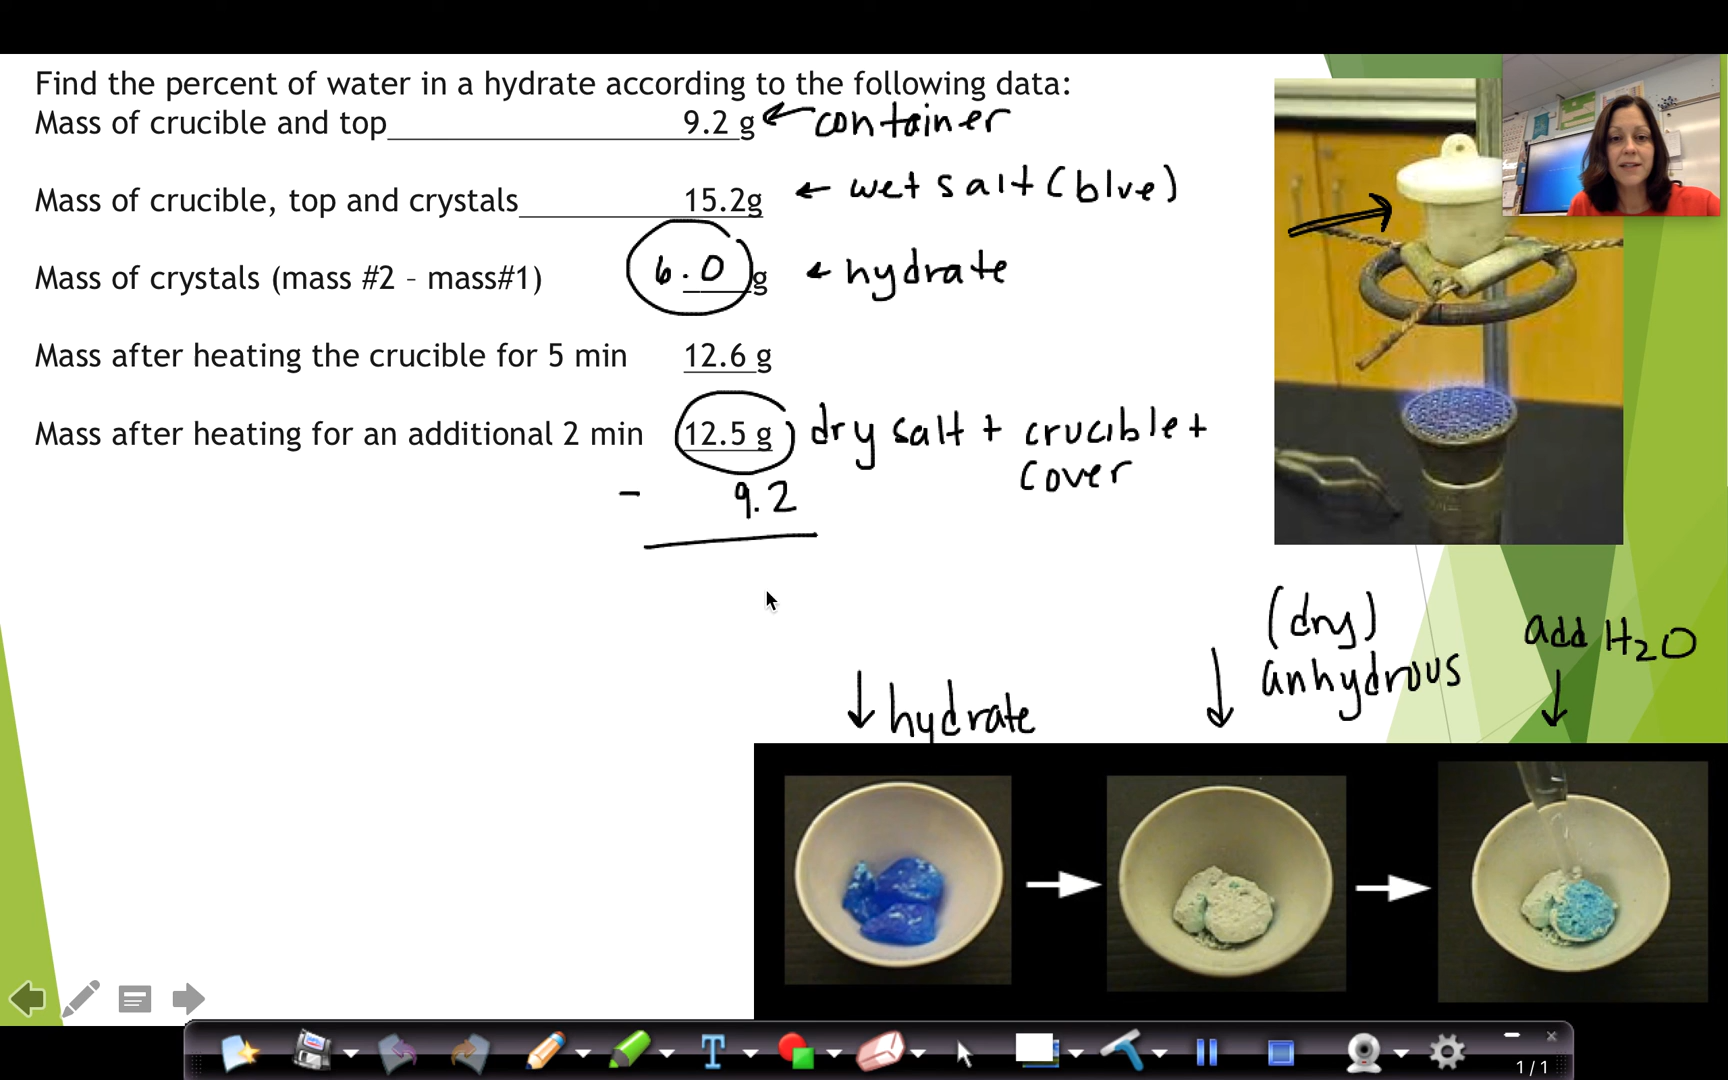 Find the percent of water in a hydrate according to the following data:
Mass of crucible and top 9.2 g ← container
Mass of crucible, top and crystals 15.2g ← wet salt (blue)
Mass of crystals (mass #2 – mass#1) 6.0 g ← hydrate
Mass after heating the crucible for 5 min 12.6 g
Mass after heating for an additional 2 min 12.5 g dry salt + crucible +
cover
- 9.2
(dry)
anhydrous
add H₂O
↓ hydrate
T
1/1